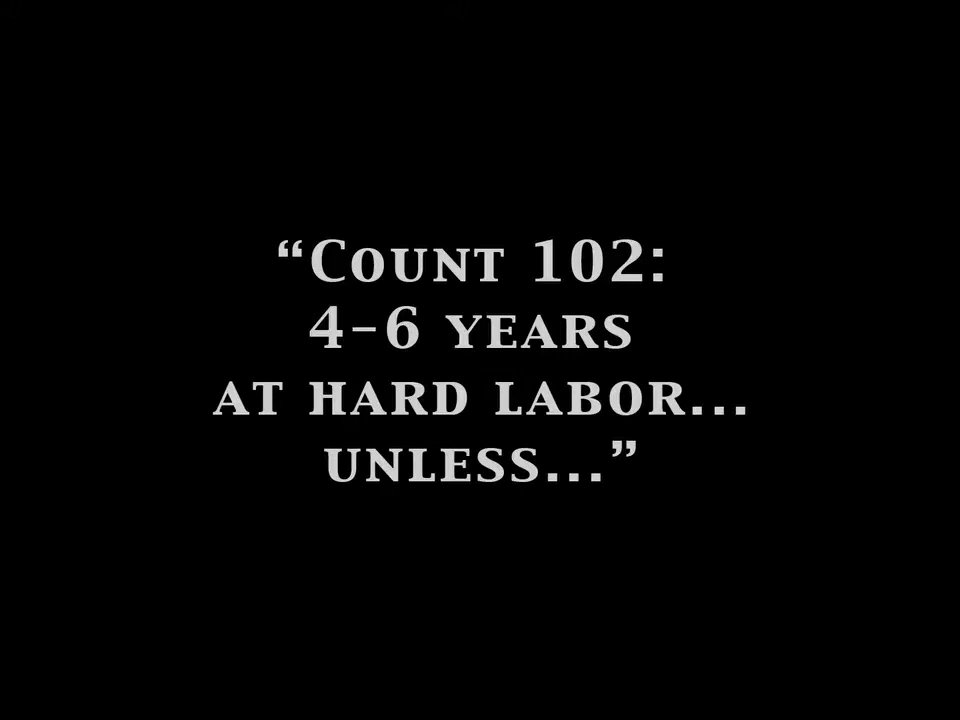 “Count 102:
4-6 years
at hard labor...
unless...”